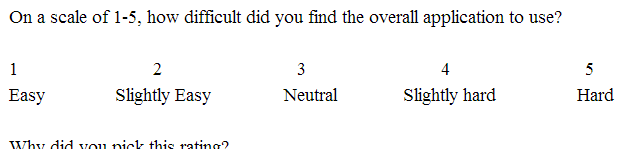 On a scale of 1-5, how difficult did you find the overall application to use?
1 2 3 4 5
Easy Slightly Easy Neutral Slightly hard Hard
Why did you pick this rating?